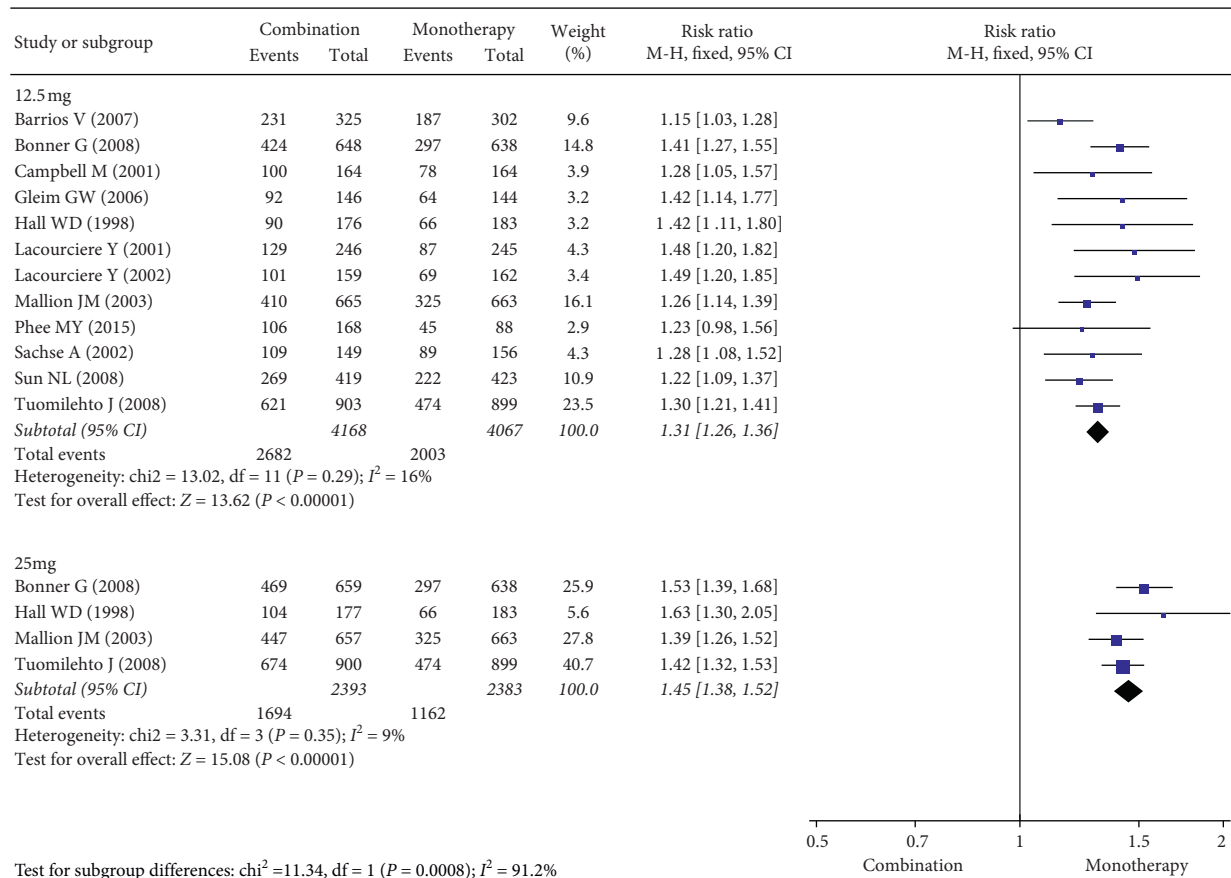 Study or subgroup Combination Monotherapy Weight (%) Risk ratio M-H, fixed, 95% CI Risk ratio M-H, fixed, 95% CI
Events Total Events Total
12.5 mg
Barrios V (2007) 231 325 187 302 9.6 1.15 [1.03, 1.28]
Bonner G (2008) 424 648 297 638 14.8 1.41 [1.27, 1.55]
Campbell M (2001) 100 164 78 164 3.9 1.28 [1.05, 1.57]
Gleim GW (2006) 92 146 64 144 3.2 1.42 [1.14, 1.77]
Hall WD (1998) 90 176 66 183 3.2 1 .42 [1 .11, 1.80]
Lacourciere Y (2001) 129 246 87 245 4.3 1.48 [1.20, 1.82]
Lacourciere Y (2002) 101 159 69 162 3.4 1.49 [1.20, 1.85]
Mallion JM (2003) 410 665 325 663 16.1 1.26 [1.14, 1.39]
Phee MY (2015) 106 168 45 88 2.9 1.23 [0.98, 1.56]
Sachse A (2002) 109 149 89 156 4.3 1.28 [1.08, 1.52]
Sun NL (2008) 269 419 222 423 10.9 1.22 [1.09, 1.37]
Tuomilehto J (2008) 621 903 474 899 23.5 1.30 [1.21, 1.41]
Subtotal (95% CI) 4168 4067 100.0 1.31 [1.26, 1.36]
Total events 2682 2003
Heterogeneity: chi2 = 13.02, df = 11 (P = 0.29); I² = 16%
Test for overall effect: Z = 13.62 (P < 0.00001)
25mg
Bonner G (2008) 469 659 297 638 25.9 1.53 [1.39, 1.68]
Hall WD (1998) 104 177 66 183 5.6 1.63 [1.30, 2.05]
Mallion JM (2003) 447 657 325 663 27.8 1.39 [1.26, 1.52]
Tuomilehto J (2008) 674 900 474 899 40.7 1.42 [1.32, 1.53]
Subtotal (95% CI) 2393 2383 100.0 1.45 [1.38, 1.52]
Total events 1694 1162
Heterogeneity: chi2 = 3.31, df = 3 (P = 0.35); I² = 9%
Test for overall effect: Z = 15.08 (P < 0.00001)
0.5 0.7 1 1.5 2
Combination Monotherapy
Test for subgroup differences: chi² =11.34, df = 1 (P = 0.0008); I² = 91.2%